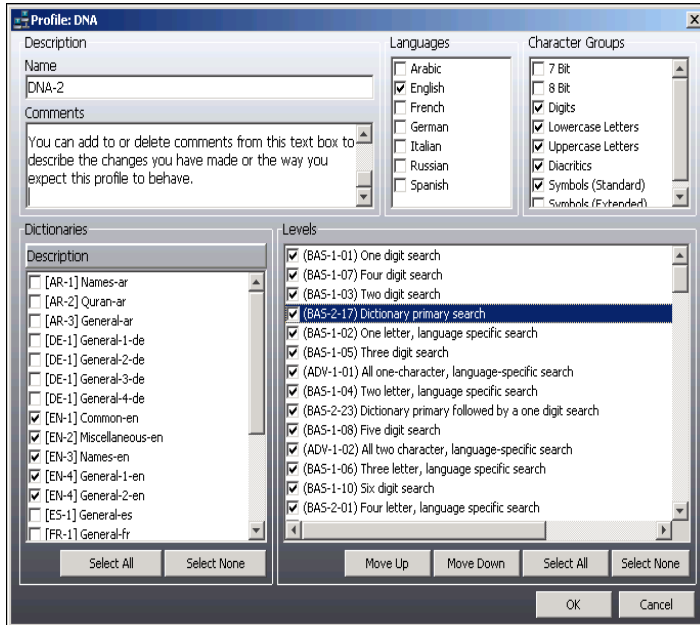 Profile: DNA
Description
Name
DNA-2
Comments
You can add to or delete comments from this text box to
describe the changes you have made or the way you
expect this profile to behave.
Languages
Arabic
English
French
German
Italian
Russian
Spanish
Character Groups
7 Bit
8 Bit
Digits
Lowercase Letters
Uppercase Letters
Diacritics
Symbols (Standard)
Symbols (Extended)
Dictionaries
Description
[AR-1] Names-ar
[AR-2] Quran-ar
[AR-3] General-ar
[DE-1] General-1-de
[DE-1] General-2-de
[DE-1] General-3-de
[DE-1] General-4-de
[EN-1] Common-en
[EN-2] Miscellaneous-en
[EN-3] Names-en
[EN-4] General-1-en
[EN-4] General-2-en
[ES-1] General-es
[FR-1] General-fr
Select All Select None
Levels
(BAS-1-01) One digit search
(BAS-1-07) Four digit search
(BAS-1-03) Two digit search
(BAS-2-17) Dictionary primary search
(BAS-1-02) One letter, language specific search
(BAS-1-05) Three digit search
(ADV-1-01) All one-character, language-specific search
(BAS-1-04) Two letter, language specific search
(BAS-2-23) Dictionary primary followed by a one digit search
(BAS-1-08) Five digit search
(ADV-1-02) All two character, language-specific search
(BAS-1-06) Three letter, language specific search
(BAS-1-10) Six digit search
(BAS-2-01) Four letter, language specific search
Move Up Move Down Select All Select None
OK Cancel